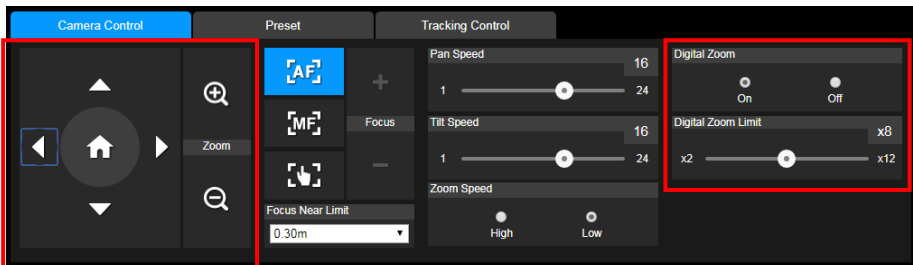 Camera Control
Preset
Tracking Control
Zoom
AF
MF
Focus
Focus Near Limit
0.30m
Pan Speed
16
1
24
Tilt Speed
16
1
24
Zoom Speed
High
Low
Digital Zoom
On
Off
Digital Zoom Limit
x8
x2
x12